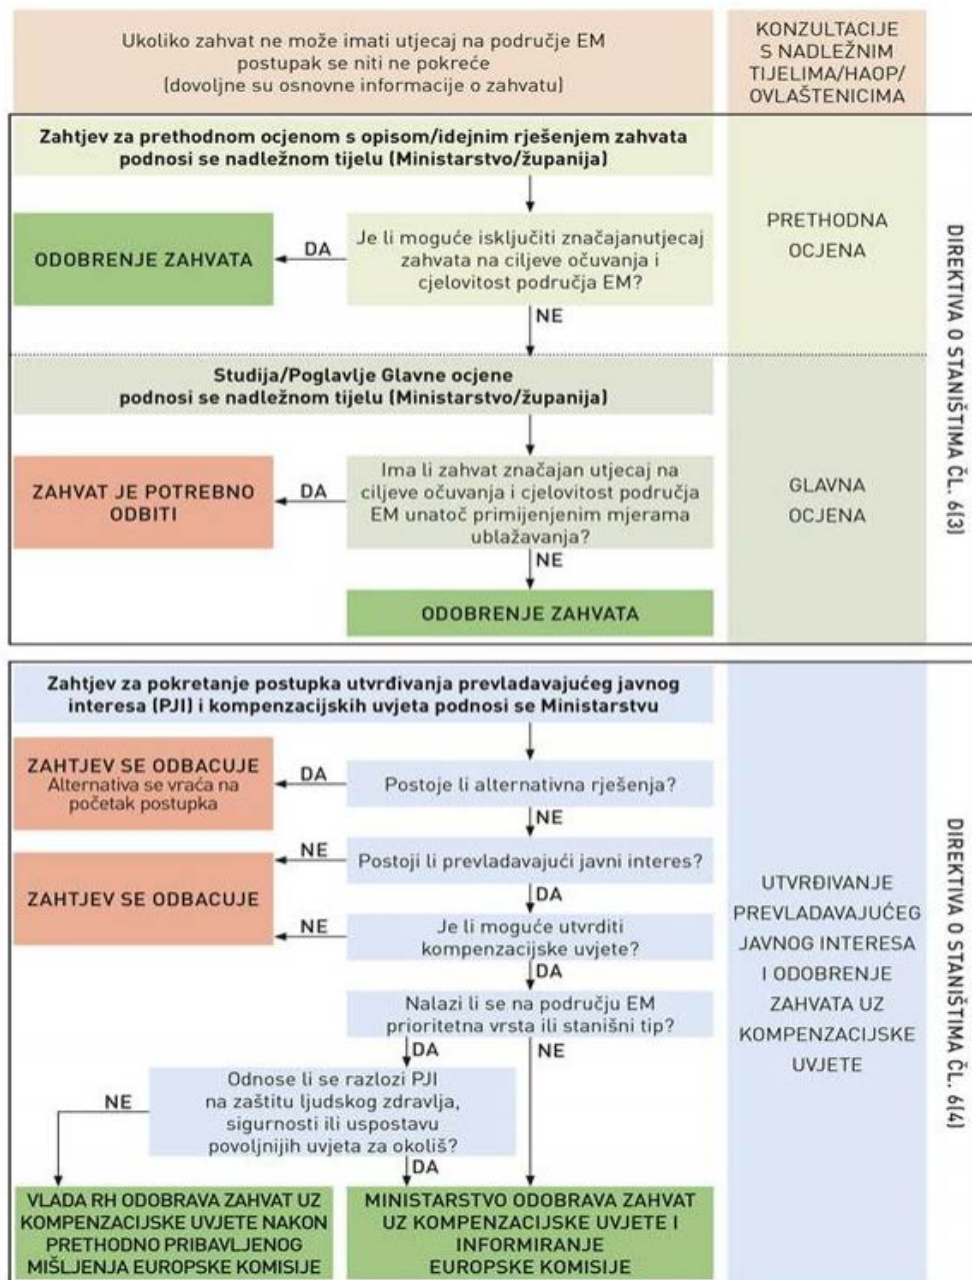 Ukoliko zahvat ne može imati utjecaj na područje EM
postupak se niti ne pokreće
(dovoljne su osnovne informacije o zahvatu)
KONZULTACIJE
S NADLEŽNIM
TIJELIMA/HAOP/
OVLAŠTENICIMA
Zahtjev za prethodnom ocjenom s opisom/idejnim rješenjem zahvata
podnosi se nadležnom tijelu (Ministarstvo/županija)
ODOBRENJE ZAHVATA
DA
Je li moguće isključiti značajanutjecaj
zahvata na ciljeve očuvanja i
cjelovitost područja EM?
NE
PRETHODNA
OCJENA
Studija/Poglavlje Glavne ocjene
podnosi se nadležnom tijelu (Ministarstvo/županija)
ZAHVAT JE POTREBNO
ODBITI
DA
Ima li zahvat značajan utjecaj na
ciljeve očuvanja i cjelovitost područja
EM unatoč primijenjenim mjerama
ublažavanja?
NE
ODOBRENJE ZAHVATA
GLAVNA
OCJENA
DIREKTIVA O STANIŠTIMA ČL. 6(3)
Zahtjev za pokretanje postupka utvrđivanja prevladavajućeg javnog
interesa (PJI) i kompenzacijskih uvjeta podnosi se Ministarstvu
ZAHTJEV SE ODBACUJE
Alternativa se vraća na
početak postupka
DA
Postoje li alternativna rješenja?
NE
ZAHTJEV SE ODBACUJE
NE
Postoji li prevladavajući javni interes?
DA
NE
Je li moguće utvrditi
kompenzacijske uvjete?
DA
Nalazi li se na području EM
prioritetna vrsta ili stanišni tip?
DA
NE
Odnose li se razlozi PJI
na zaštitu ljudskog zdravlja,
sigurnosti ili uspostavu
povoljnijih uvjeta za okoliš?
NE
DA
VLADA RH ODOBRAVA ZAHVAT UZ
KOMPENZACIJSKE UVJETE NAKON
PRETHODNO PRIBAVLJENOG
MIŠLJENJA EUROPSKE KOMISIJE
MINISTARSTVO ODOBRAVA ZAHVAT
UZ KOMPENZACIJSKE UVJETE I
INFORMIRANJE
EUROPSKE KOMISIJE
UTVRĐIVANJE
PREVLADAVAJUĆEG
JAVNOG INTERESA
I ODOBRENJE
ZAHVATA UZ
KOMPENZACIJSKE
UVJETE
DIREKTIVA O STANIŠTIMA ČL. 6(4)